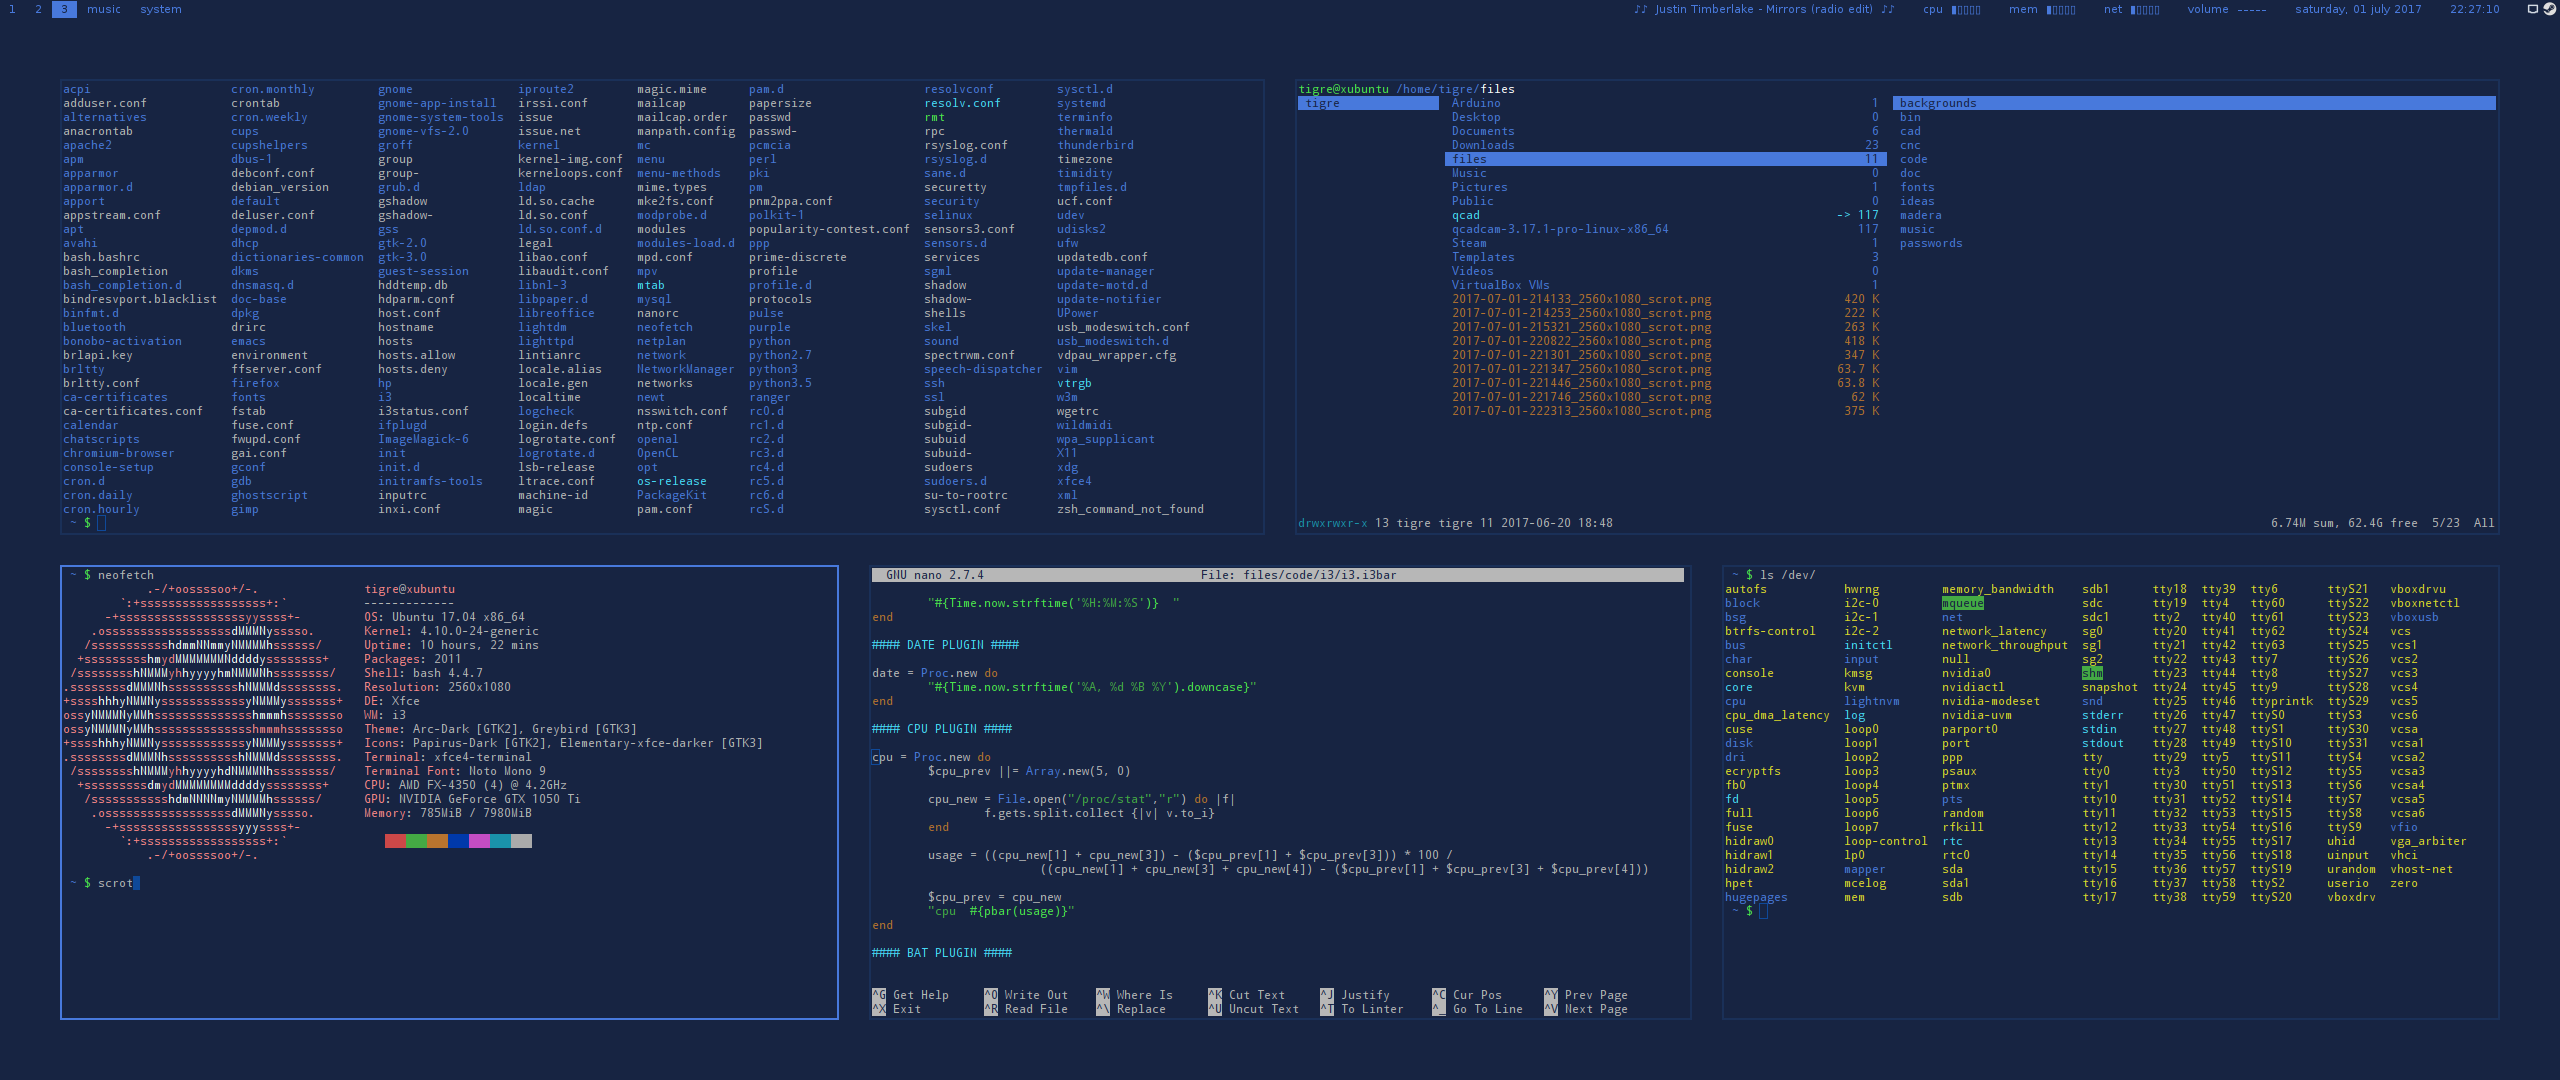 1 2 3 music system ♪♪ Justin Timberlake - Mirrors (radio edit) ♪♪ cpu ▮▯▯▯▯ mem ▮▯▯▯▯ net ▮▯▯▯▯ volume ----- saturday, 01 july 2017 22:27:10
acpi cron.monthly gnome iproute2 magic.mime pam.d resolvconf sysctl.d
adduser.conf crontab gnome-app-install irssi.conf mailcap papersize resolv.conf systemd
alternatives cron.weekly gnome-system-tools issue mailcap.order passwd rmt terminfo
anacrontab cups gnome-vfs-2.0 issue.net manpath.config passwd- rpc thermald
apache2 cupshelpers groff kernel mc pcmcia rsyslog.conf thunderbird
apm dbus-1 group kernel-img.conf menu perl rsyslog.d timezone
apparmor debconf.conf group- kerneloops.conf menu-methods pki sane.d timidity
apparmor.d debian_version grub.d ldap mime.types pm securetty tmpfiles.d
apport default gshadow ld.so.cache mke2fs.conf pnm2ppa.conf security ucf.conf
appstream.conf deluser.conf gshadow- ld.so.conf modprobe.d polkit-1 selinux udev
apt depmod.d gss ld.so.conf.d modules popularity-contest.conf sensors3.conf udisks2
avahi dhcp gtk-2.0 legal modules-load.d ppp sensors.d ufw
bash.bashrc dictionaries-common gtk-3.0 libao.conf mpd.conf prime-discrete services updatedb.conf
bash_completion dkms guest-session libaudit.conf mpv profile sgml update-manager
bash_completion.d dnsmasq.d hddtemp.db libnl-3 mtab profile.d shadow update-motd.d
bindresvport.blacklist doc-base hdparm.conf libpaper.d mysql protocols shadow- update-notifier
binfmt.d dpkg host.conf libreoffice nanorc pulse shells UPower
bluetooth drirc hostname lightdm neofetch purple skel usb_modeswitch.conf
bonobo-activation emacs hosts lighttpd netplan python sound usb_modeswitch.d
brlapi.key environment hosts.allow lintianrc network python2.7 spectrwm.conf vdpau_wrapper.cfg
brltty ffserver.conf hosts.deny locale.alias NetworkManager python3 speech-dispatcher vim
brltty.conf firefox hp locale.gen networks python3.5 ssh vtrgb
ca-certificates fonts i3 localtime newt ranger ssl w3m
ca-certificates.conf fstab i3status.conf logcheck nsswitch.conf rc0.d subgid wgetrc
calendar fuse.conf ifplugd login.defs ntp.conf rc1.d subgid- wildmidi
chatscripts fwupd.conf ImageMagick-6 logrotate.conf openal rc2.d subuid wpa_supplicant
chromium-browser gai.conf init logrotate.d OpenCL rc3.d subuid- X11
console-setup gconf init.d lsb-release opt rc4.d sudoers xdg
cron.d gdb initramfs-tools ltrace.conf os-release rc5.d sudoers.d xfce4
cron.daily ghostscript inputrc machine-id PackageKit rc6.d su-to-rootrc xml
cron.hourly gimp inxi.conf magic pam.conf rcS.d sysctl.conf zsh_command_not_found
~ $
tigre@xubuntu /home/tigre/files
tigre Arduino 1 backgrounds
Desktop 0 bin
Documents 6 cad
Downloads 23 cnc
files 11 code
Music 0 doc
Pictures 1 fonts
Public 0 ideas
qcad -> 117 madera
qcadcam-3.17.1-pro-linux-x86_64 117 music
Steam 1 passwords
Templates 3
Videos 0
VirtualBox VMs 1
2017-07-01-214133_2560x1080_scrot.png 420 K
2017-07-01-214253_2560x1080_scrot.png 222 K
2017-07-01-215321_2560x1080_scrot.png 263 K
2017-07-01-220822_2560x1080_scrot.png 418 K
2017-07-01-221301_2560x1080_scrot.png 347 K
2017-07-01-221347_2560x1080_scrot.png 63.7 K
2017-07-01-221446_2560x1080_scrot.png 63.8 K
2017-07-01-221746_2560x1080_scrot.png 62 K
2017-07-01-222313_2560x1080_scrot.png 375 K
drwxrwxr-x 13 tigre tigre 11 2017-06-20 18:48 6.74M sum, 62.4G free 5/23 All
~ $ neofetch
.-/+oossssoo+/-. tigre@xubuntu
`:+ssssssssssssssssss+:` -------------
-+ssssssssssssssssssyyssss+- OS: Ubuntu 17.04 x86_64
.ossssssssssssssssssdMMMNysssso. Kernel: 4.10.0-24-generic
/ssssssssssshdmmNNmmyNMMMMhssssss/ Uptime: 10 hours, 22 mins
+ssssssssshmydMMMMMMMNddddyssssssss+ Packages: 2011
/sssssssshNMMMyhhyyyyhmNMMMNhssssssss/ Shell: bash 4.4.7
.ssssssssdMMMNhsssssssssshNMMMdssssssss. Resolution: 2560x1080
+sssshhhyNMMNyssssssssssssyNMMMysssssss+ DE: Xfce
ossyNMMMNyMMhsssssssssssssshmmmhssssssso WM: i3
ossyNMMMNyMMhsssssssssssssshmmmhssssssso Theme: Arc-Dark [GTK2], Greybird [GTK3]
+sssshhhyNMMNyssssssssssssyNMMMysssssss+ Icons: Papirus-Dark [GTK2], Elementary-xfce-darker [GTK3]
.ssssssssdMMMNhsssssssssshNMMMdssssssss. Terminal: xfce4-terminal
/sssssssshNMMMyhhyyyyhdNMMMNhssssssss/ Terminal Font: Noto Mono 9
+sssssssssdmydMMMMMMMMddddyssssssss+ CPU: AMD FX-4350 (4) @ 4.2GHz
/ssssssssssshdmNNNNmyNMMMMhssssss/ GPU: NVIDIA GeForce GTX 1050 Ti
.ossssssssssssssssssdMMMNysssso. Memory: 785MiB / 7980MiB
-+sssssssssssssssssyyyssss+-
`:+ssssssssssssssssss+:`
.-/+oossssoo+/-.
~ $ scrot
GNU nano 2.7.4 File: files/code/i3/i3.i3bar
"#{Time.now.strftime('%H:%M:%S')} "
end
#### DATE PLUGIN ####
date = Proc.new do
"#{Time.now.strftime('%A, %d %B %Y').downcase}"
end
#### CPU PLUGIN ####
cpu = Proc.new do
$cpu_prev ||= Array.new(5, 0)
cpu_new = File.open("/proc/stat","r") do |f|
f.gets.split.collect {|v| v.to_i}
end
usage = ((cpu_new[1] + cpu_new[3]) - ($cpu_prev[1] + $cpu_prev[3])) * 100 /
((cpu_new[1] + cpu_new[3] + cpu_new[4]) - ($cpu_prev[1] + $cpu_prev[3] + $cpu_prev[4]))
$cpu_prev = cpu_new
"cpu #{pbar(usage)}"
end
#### BAT PLUGIN ####
^G Get Help ^O Write Out ^W Where Is ^K Cut Text ^J Justify ^C Cur Pos ^Y Prev Page
^X Exit ^R Read File ^\ Replace ^U Uncut Text ^T To Linter ^_ Go To Line ^V Next Page
~ $ ls /dev/
autofs hwrng memory_bandwidth sdb1 tty18 tty39 tty6 ttyS21 vboxdrvu
block i2c-0 mqueue sdc tty19 tty4 tty60 ttyS22 vboxnetctl
bsg i2c-1 net sdc1 tty2 tty40 tty61 ttyS23 vboxusb
btrfs-control i2c-2 network_latency sg0 tty20 tty41 tty62 ttyS24 vcs
bus initctl network_throughput sg1 tty21 tty42 tty63 ttyS25 vcs1
char input null sg2 tty22 tty43 tty7 ttyS26 vcs2
console kmsg nvidia0 shm tty23 tty44 tty8 ttyS27 vcs3
core kvm nvidiactl snapshot tty24 tty45 tty9 ttyS28 vcs4
cpu lightnvm nvidia-modeset snd tty25 tty46 ttyprintk ttyS29 vcs5
cpu_dma_latency log nvidia-uvm stderr tty26 tty47 ttyS0 ttyS3 vcs6
cuse loop0 parport0 stdin tty27 tty48 ttyS1 ttyS30 vcsa
disk loop1 port stdout tty28 tty49 ttyS10 ttyS31 vcsa1
dri loop2 ppp tty tty29 tty5 ttyS11 ttyS4 vcsa2
ecryptfs loop3 psaux tty0 tty3 tty50 ttyS12 ttyS5 vcsa3
fb0 loop4 ptmx tty1 tty30 tty51 ttyS13 ttyS6 vcsa4
fd loop5 pts tty10 tty31 tty52 ttyS14 ttyS7 vcsa5
full loop6 random tty11 tty32 tty53 ttyS15 ttyS8 vcsa6
fuse loop7 rfkill tty12 tty33 tty54 ttyS16 ttyS9 vfio
hidraw0 loop-control rtc tty13 tty34 tty55 ttyS17 uhid vga_arbiter
hidraw1 lp0 rtc0 tty14 tty35 tty56 ttyS18 uinput vhci
hidraw2 mapper sda tty15 tty36 tty57 ttyS19 urandom vhost-net
hpet mcelog sda1 tty16 tty37 tty58 ttyS2 userio zero
hugepages mem sdb tty17 tty38 tty59 ttyS20 vboxdrv
~ $